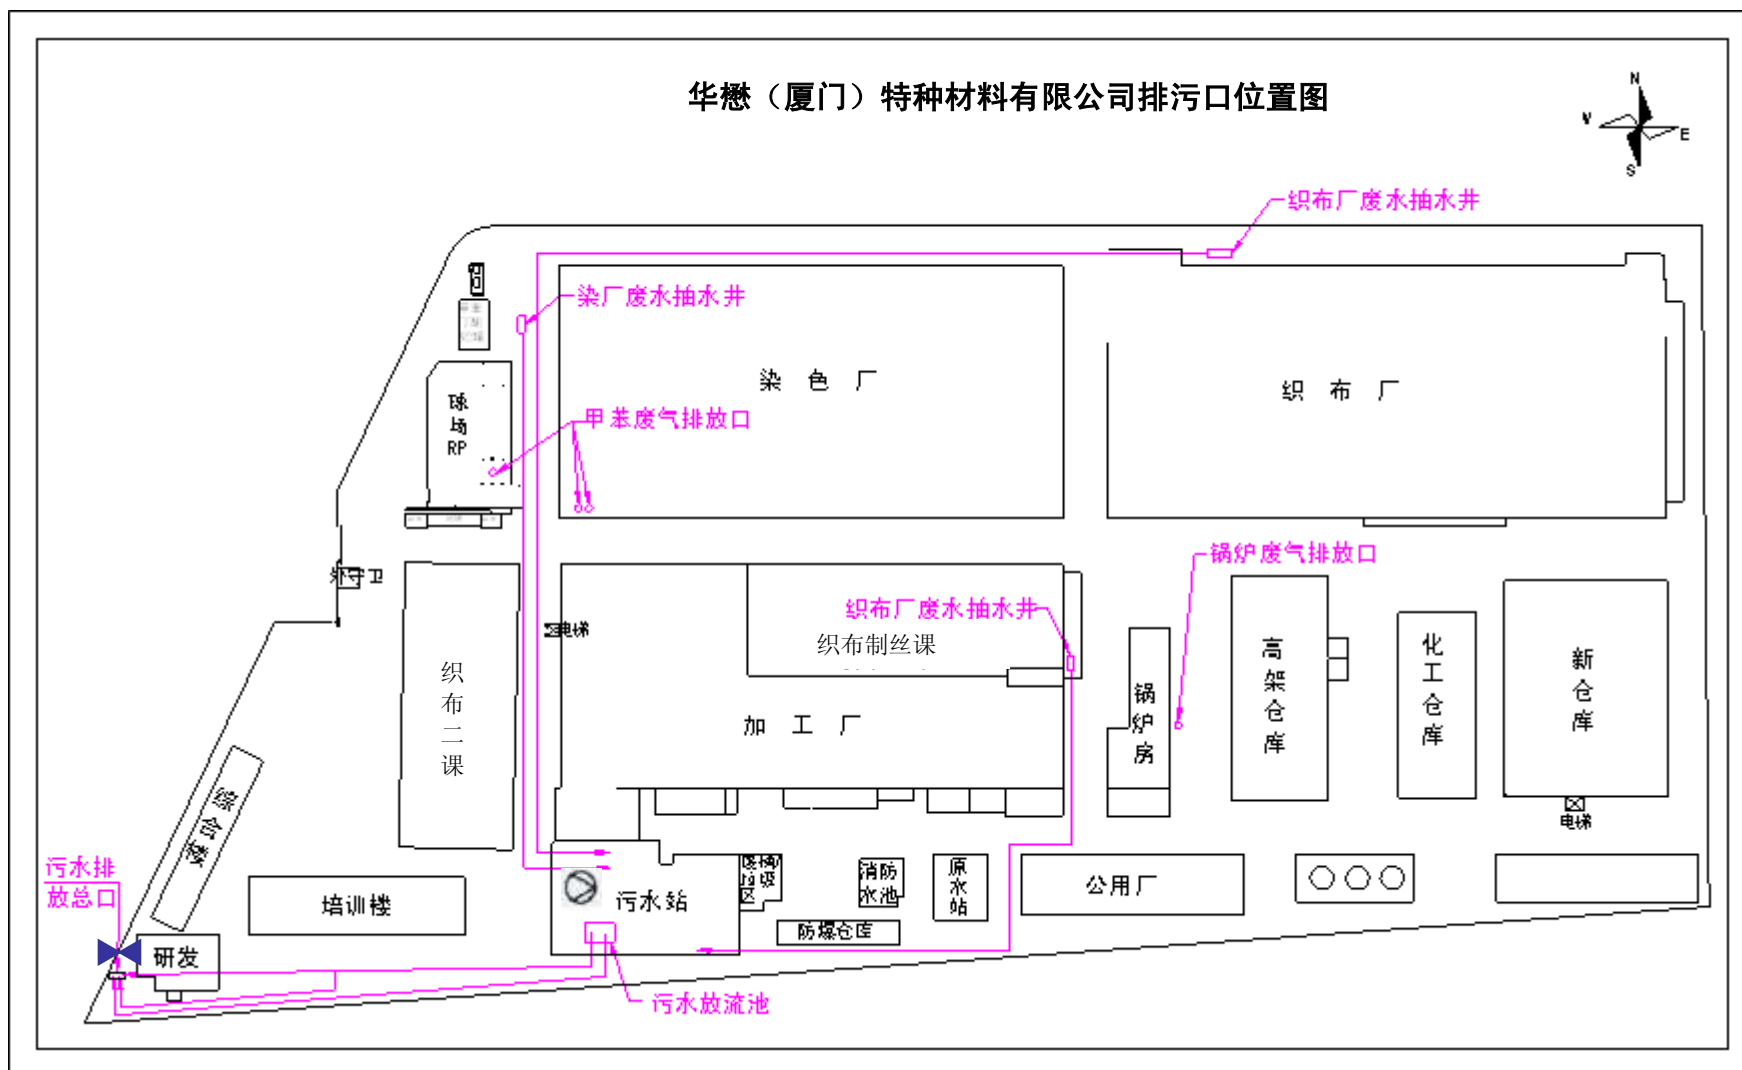 华懋（厦门）特种材料有限公司排污口位置图
N
W
E
S
织布厂废水抽水井
染厂废水抽水井
染 色 厂
织 布 厂
球
场
RP
甲苯废气排放口
锅炉废气排放口
织布厂废水抽水井
织布制丝课
电梯
守卫
织
布
二
课
加 工 厂
锅
炉
房
高
架
仓
库
化
工
仓
库
新
仓
库
电梯
综合楼
污水排
放总口
培训楼
污水站
消防
水池
原
水
站
公用厂
防爆仓库
研发
污水放流池